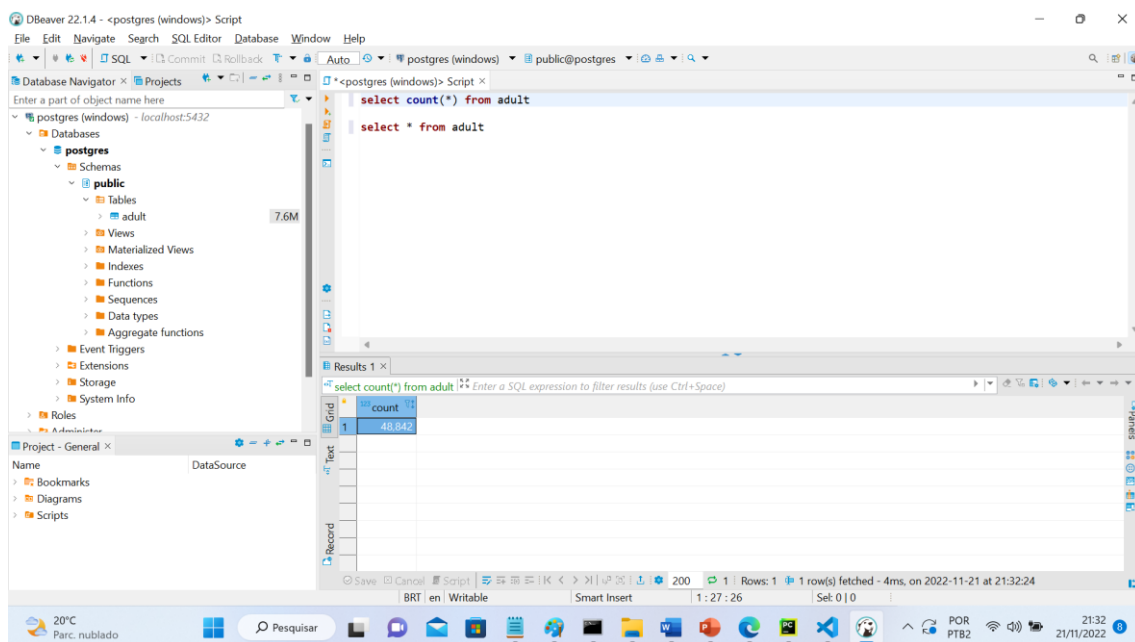 DBeaver 22.1.4 - <postgres (windows)> Script
File Edit Navigate Search SQL Editor Database Window Help
SQL Commit Rollback Auto postgres (windows) public@postgres
Database Navigator Projects
*<postgres (windows)> Script
Enter a part of object name here
postgres (windows) - localhost:5432
Databases
postgres
Schemas
public
Tables
adult 7.6M
Views
Materialized Views
Indexes
Functions
Sequences
Data types
Aggregate functions
Event Triggers
Extensions
Storage
System Info
Roles
Administer
select count(*) from adult
select * from adult
Project - General
Name DataSource
Bookmarks
Diagrams
Scripts
Results 1
select count(*) from adult Enter a SQL expression to filter results (use Ctrl+Space)
Grid
Text
Record
123 count
1 48,842
Panels
Save Cancel Script 200 1 Rows: 1 1 row(s) fetched - 4ms, on 2022-11-21 at 21:32:24
BRT en Writable Smart Insert 1 : 27 : 26 Sel: 0 | 0
20°C
Parc. nublado
Pesquisar
POR
PTB2
21:32
21/11/2022
8